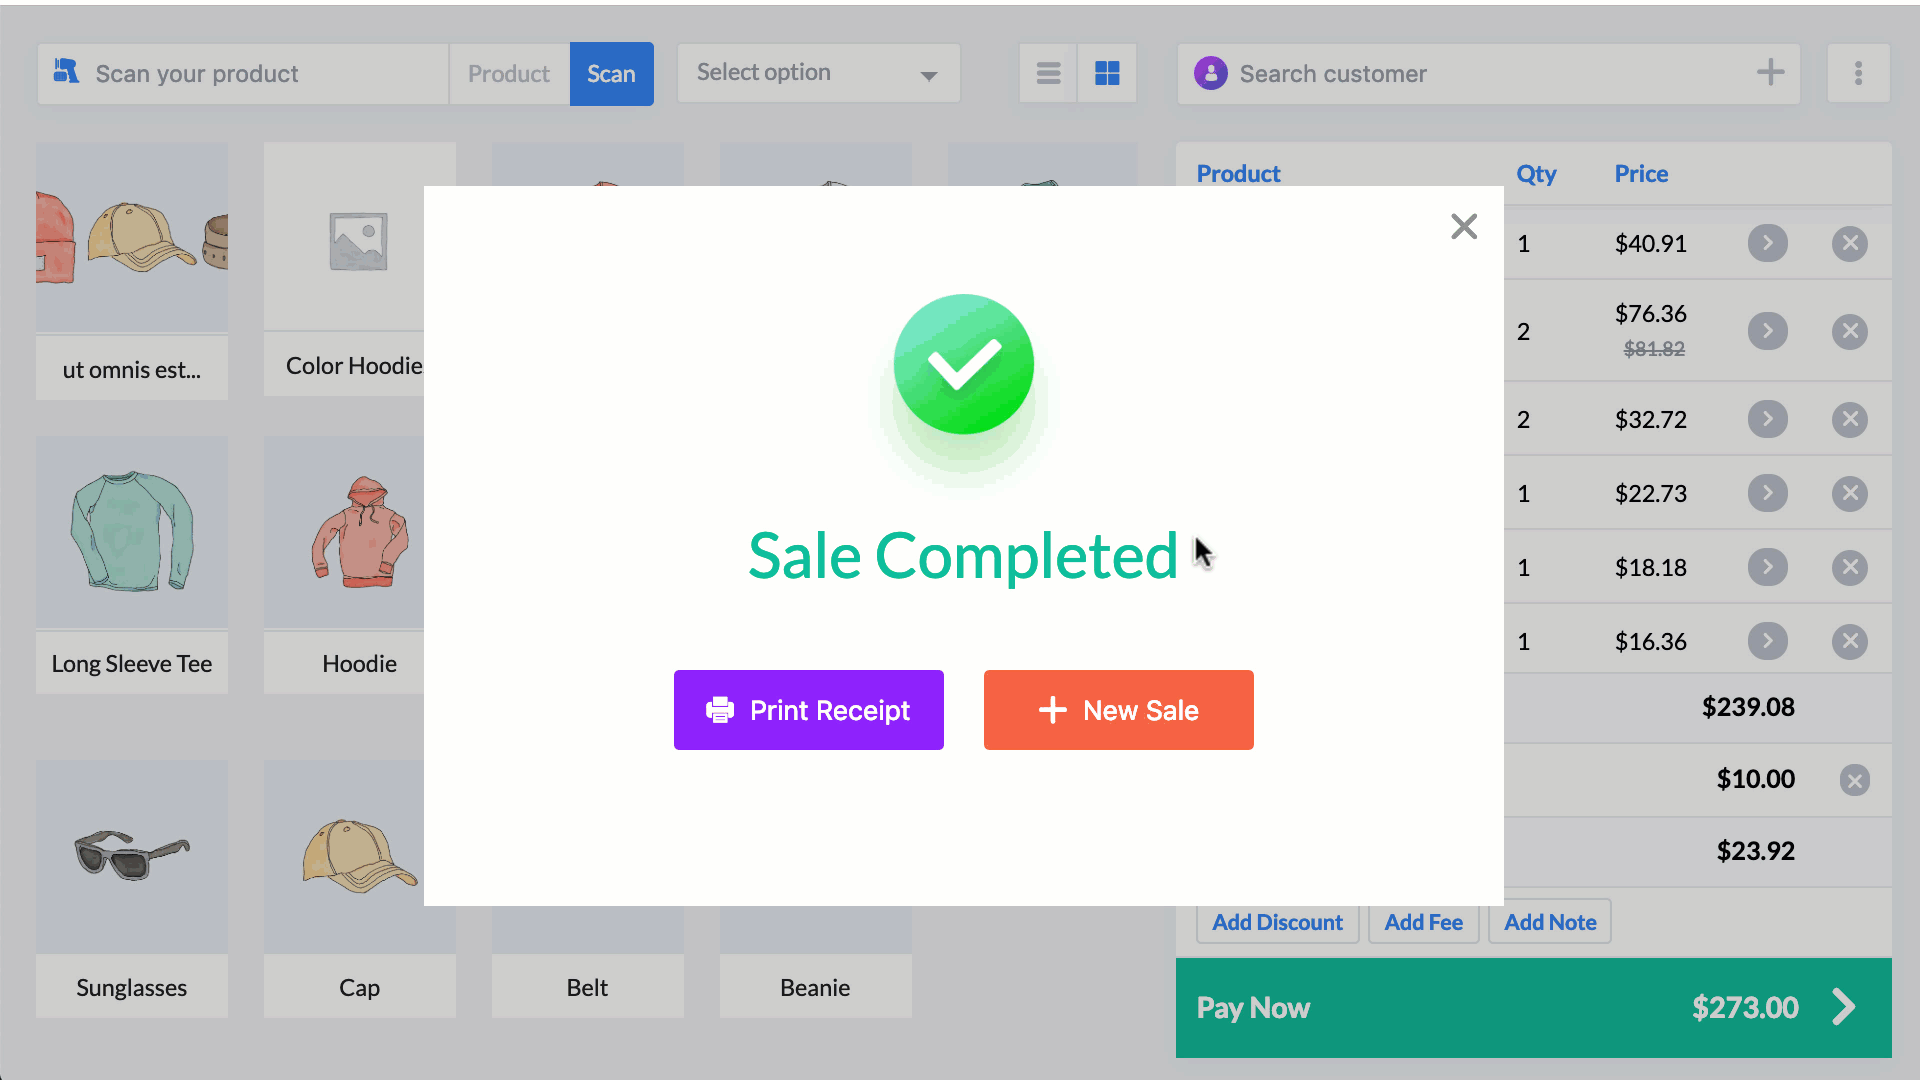 Scan your product
Product
Scan
Select option
Search customer
Product
Qty
Price
1
$40.91
2
$76.36
$81.82
2
$32.72
1
$22.73
1
$18.18
1
$16.36
$239.08
$10.00
$23.92
Add Discount
Add Fee
Add Note
Pay Now
$273.00
ut omnis est...
Color Hoodie
Long Sleeve Tee
Hoodie
Sunglasses
Cap
Belt
Beanie
Sale Completed
Print Receipt
New Sale